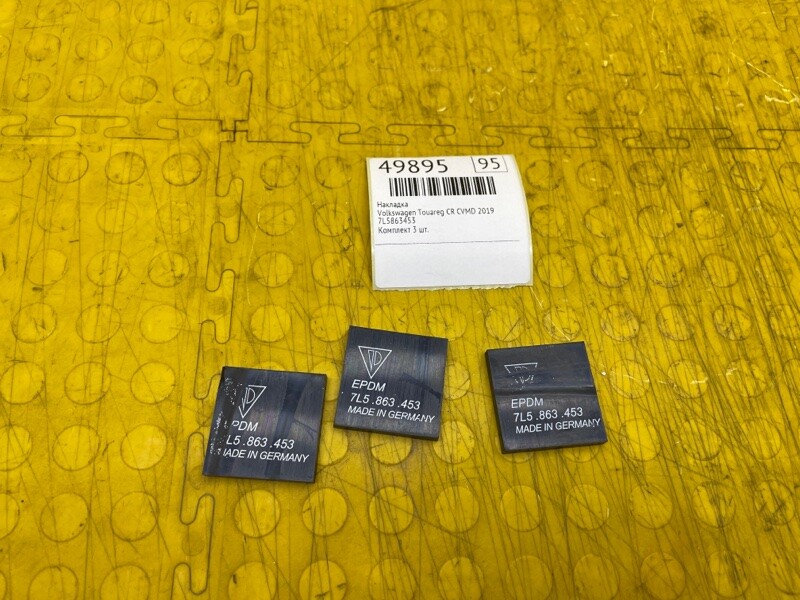 49895 95
Накладка
Volkswagen Touareg CR CVMD 2019
7L5863453
Комплект 3 шт.
EPDM
7L5.863.453
MADE IN GERMANY
EPDM
7L5.863.453
MADE IN GERMANY
PDM
L5.863.453
MADE IN GERMANY